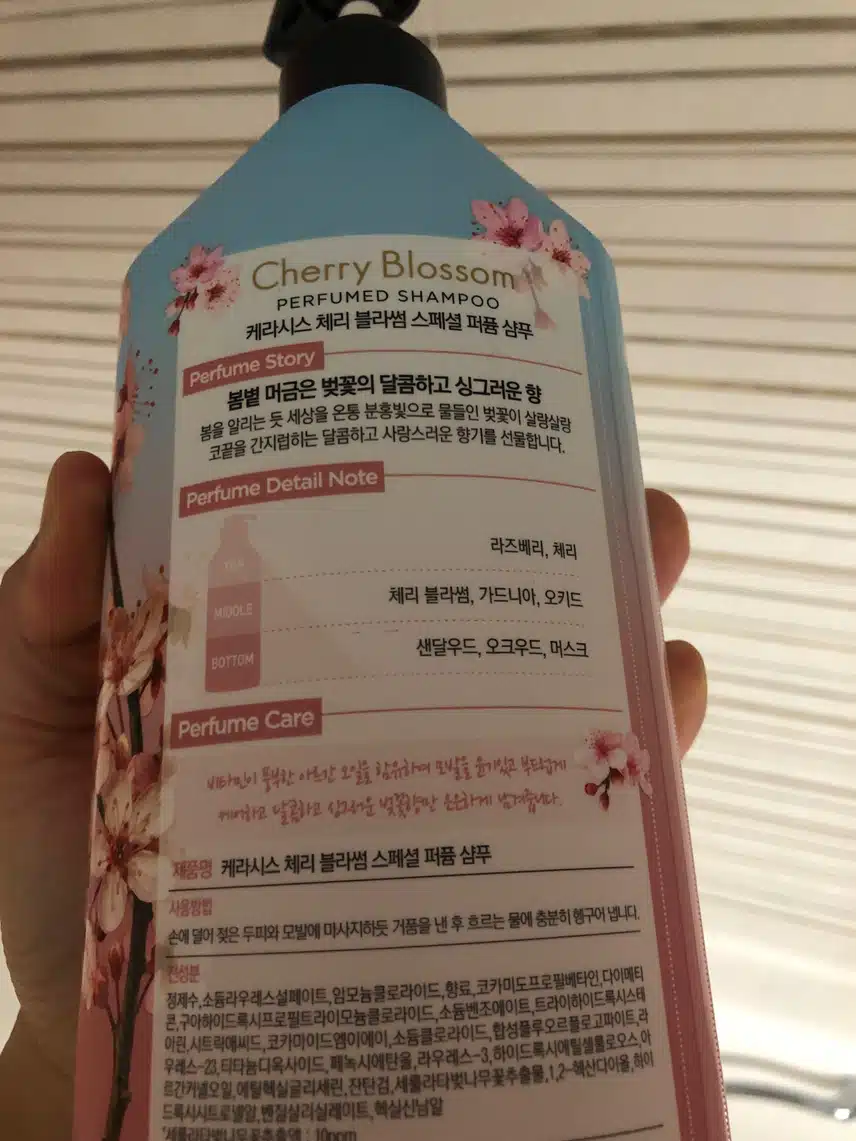 Cherry Blossom
PERFUMED SHAMPOO
케라시스 체리 블라썸 스페셜 퍼퓸 샴푸
Perfume Story
봄볕 머금은 벚꽃의 달콤하고 싱그러운 향
봄을 알리는 듯 세상을 온통 분홍빛으로 물들인 벚꽃이 살랑살랑
코끝을 간지럽히는 달콤하고 사랑스러운 향기를 선물합니다.
Perfume Detail Note
TOP
라즈베리, 체리
MIDDLE
체리 블라썸, 가드니아, 오키드
BOTTOM
샌달우드, 오크우드, 머스크
Perfume Care
비타민이 풍부한 아르간 오일을 함유하여 모발을 윤기있고 부드럽게
케어하고 달콤하고 싱그러운 벚꽃향만 은은하게 남겨줍니다.
제품명 케라시스 체리 블라썸 스페셜 퍼퓸 샴푸
사용방법
손에 덜어 젖은 두피와 모발에 마사지하듯 거품을 낸 후 흐르는 물에 충분히 헹구어 냅니다.
전성분
정제수,소듐라우레스설페이트,암모늄클로라이드,향료,코카미도프로필베타인,다이메티
콘,구아하이드록시프로필트라이모늄클로라이드,소듐벤조에이트,트라이하이드록시스테
아린,시트릭애씨드,코카마이드엠이에이,소듐클로라이드,합성플루오르플로고파이트,라
우레스-23,티타늄디옥사이드,페녹시에탄올,라우레스-3,하이드록시에틸셀룰로오스,아
르간커넬오일,에틸헥실글리세린,잔탄검,세룰라타벚나무꽃추출물,1,2-헥산다이올,하이
드록시시트로넬알,벤질살리실레이트,헥실신남알
*세룰라타벚나무꽃추출액 : 10ppm